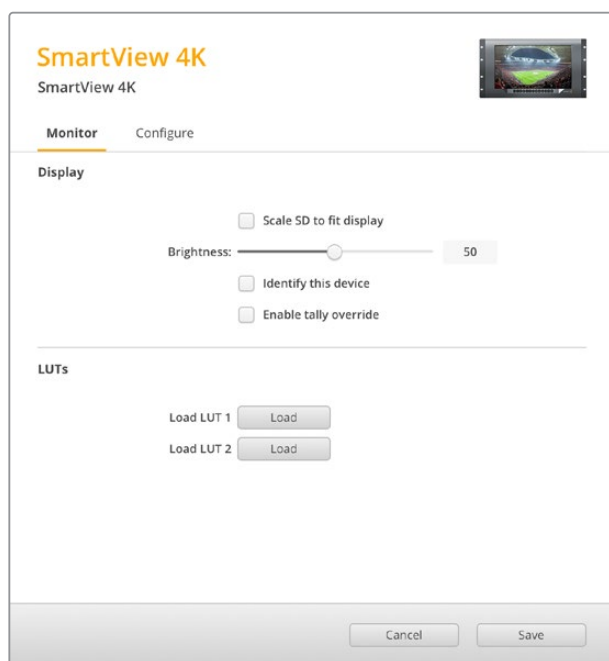 SmartView 4K
SmartView 4K
Monitor Configure
Display
Scale SD to fit display
Brightness: 50
Identify this device
Enable tally override
LUTs
Load LUT 1 Load
Load LUT 2 Load
Cancel Save